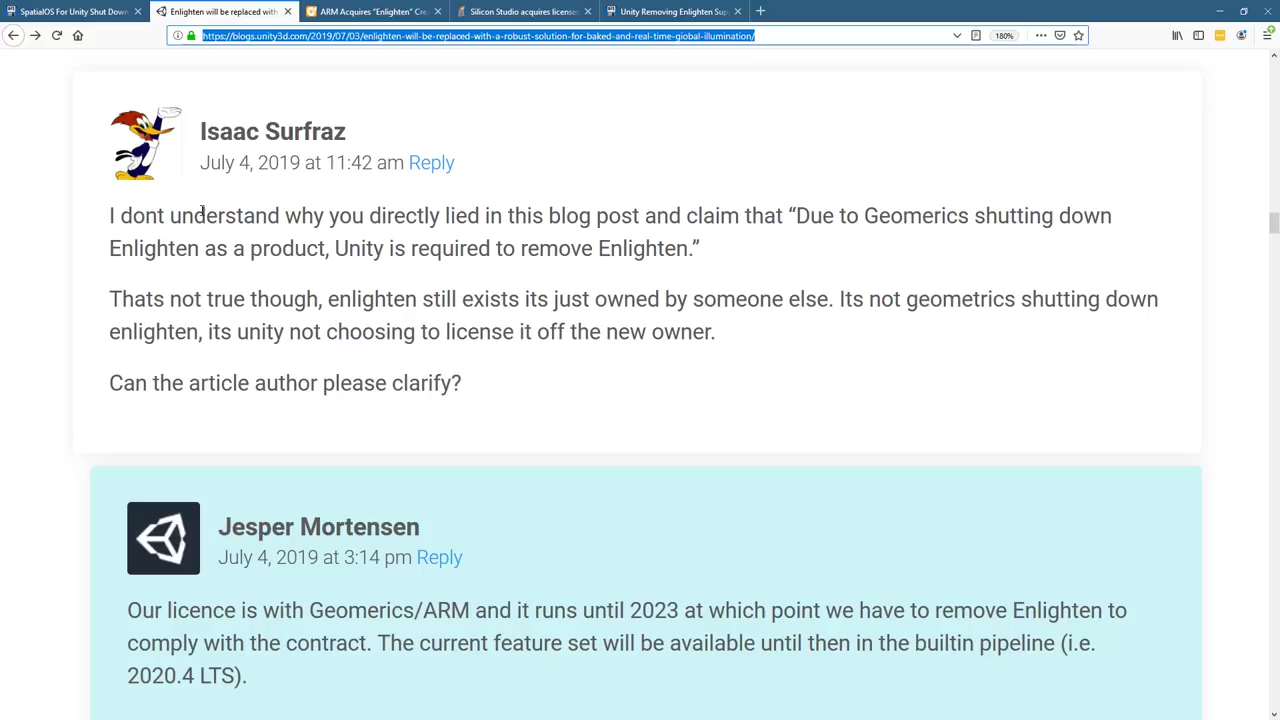 SpatialOS For Unity Shut Down
Enlighten will be replaced with
ARM Acquires "Enlighten" Cre
Silicon Studio acquires license
Unity Removing Enlighten Sup
https://blogs.unity3d.com/2019/07/03/enlighten-will-be-replaced-with-a-robust-solution-for-baked-and-real-time-global-illumination/
180%
Isaac Surfraz
July 4, 2019 at 11:42 am Reply
I dont understand why you directly lied in this blog post and claim that “Due to Geomerics shutting down
Enlighten as a product, Unity is required to remove Enlighten.”
Thats not true though, enlighten still exists its just owned by someone else. Its not geometrics shutting down
enlighten, its unity not choosing to license it off the new owner.
Can the article author please clarify?
Jesper Mortensen
July 4, 2019 at 3:14 pm Reply
Our licence is with Geomerics/ARM and it runs until 2023 at which point we have to remove Enlighten to
comply with the contract. The current feature set will be available until then in the builtin pipeline (i.e.
2020.4 LTS).